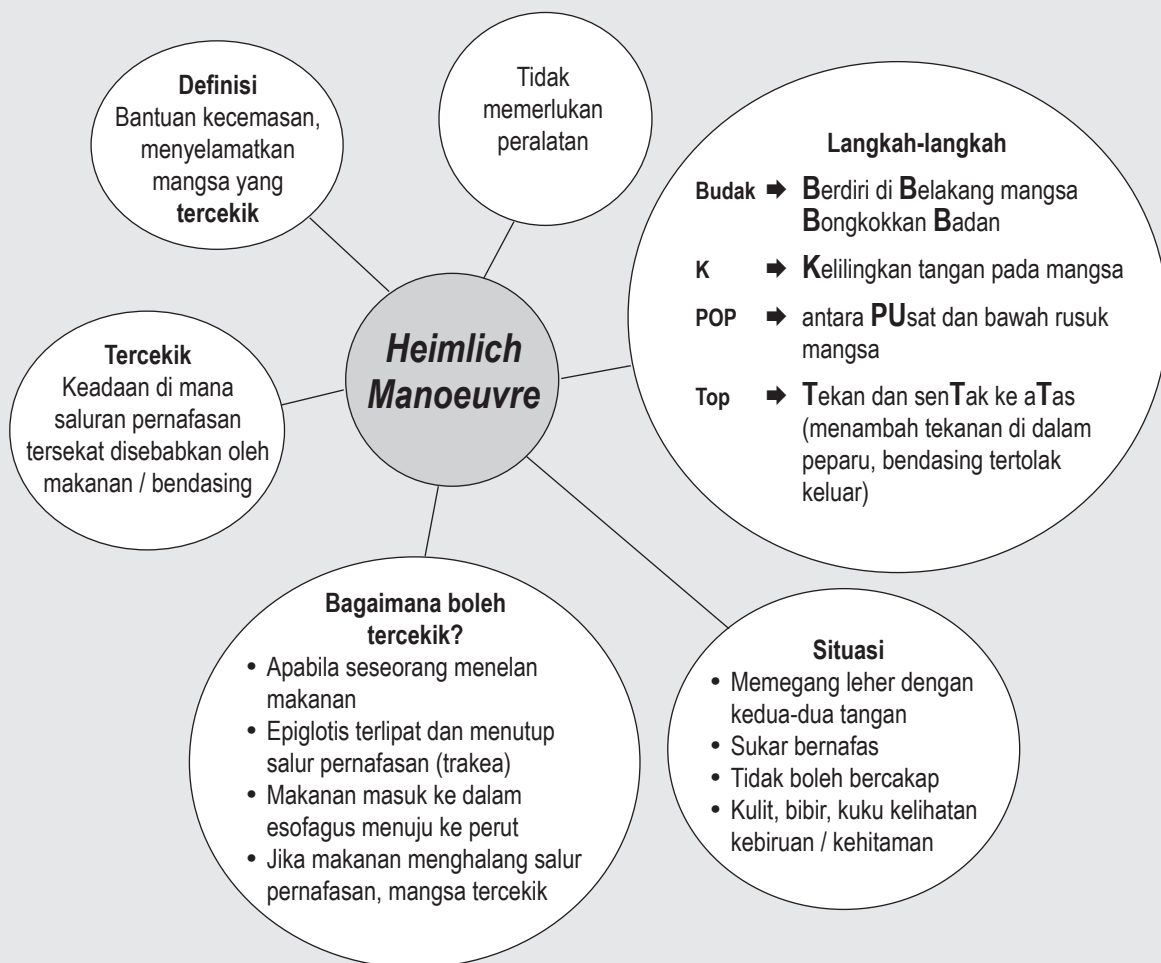 Definisi
Bantuan kecemasan,
menyelamatkan
mangsa yang
tercekik
Tidak
memerlukan
peralatan
Langkah-langkah
Budak ➡ Berdiri di Belakang mangsa
Bongkokkan Badan
K ➡ Kelilingkan tangan pada mangsa
POP ➡ antara PUsat dan bawah rusuk
mangsa
Top ➡ Tekan dan senTak ke aTas
(menambah tekanan di dalam
peparu, bendasing tertolak
keluar)
Heimlich
Manoeuvre
Tercekik
Keadaan di mana
saluran pernafasan
tersekat disebabkan oleh
makanan / bendasing
Bagaimana boleh
tercekik?
• Apabila seseorang menelan
makanan
• Epiglotis terlipat dan menutup
salur pernafasan (trakea)
• Makanan masuk ke dalam
esofagus menuju ke perut
• Jika makanan menghalang salur
pernafasan, mangsa tercekik
Situasi
• Memegang leher dengan
kedua-dua tangan
• Sukar bernafas
• Tidak boleh bercakap
• Kulit, bibir, kuku kelihatan
kebiruan / kehitaman